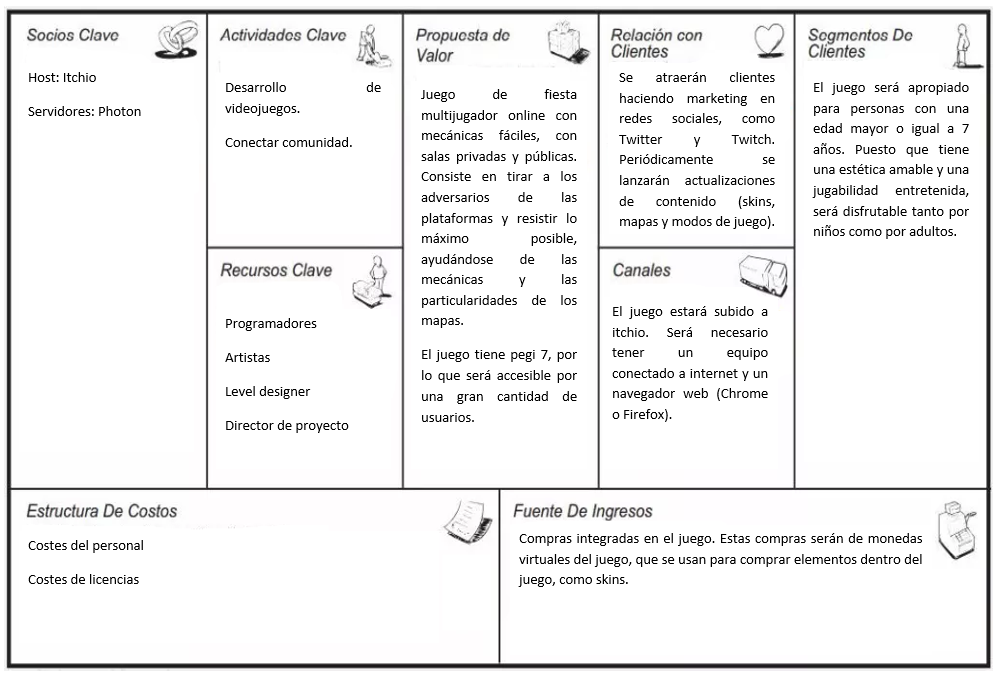 Socios Clave
Host: Itchio
Servidores: Photon
Actividades Clave
Desarrollo de
videojuegos.
Conectar comunidad.
Recursos Clave
Programadores
Artistas
Level designer
Director de proyecto
Propuesta de
Valor
Juego de fiesta
multijugador online con
mecánicas fáciles, con
salas privadas y públicas.
Consiste en tirar a los
adversarios de las
plataformas y resistir lo
máximo posible,
ayudándose de las
mecánicas y las
particularidades de los
mapas.
El juego tiene pegi 7, por
lo que será accesible por
una gran cantidad de
usuarios.
Relación con
Clientes
Se atraerán clientes
haciendo marketing en
redes sociales, como
Twitter y Twitch.
Periódicamente se
lanzarán actualizaciones
de contenido (skins,
mapas y modos de juego).
Canales
El juego estará subido a
itchio. Será necesario
tener un equipo
conectado a internet y un
navegador web (Chrome
o Firefox).
Segmentos De
Clientes
El juego será apropiado
para personas con una
edad mayor o igual a 7
años. Puesto que tiene
una estética amable y una
jugabilidad entretenida,
será disfrutable tanto por
niños como por adultos.
Estructura De Costos
Costes del personal
Costes de licencias
Fuente De Ingresos
Compras integradas en el juego. Estas compras serán de monedas
virtuales del juego, que se usan para comprar elementos dentro del
juego, como skins.